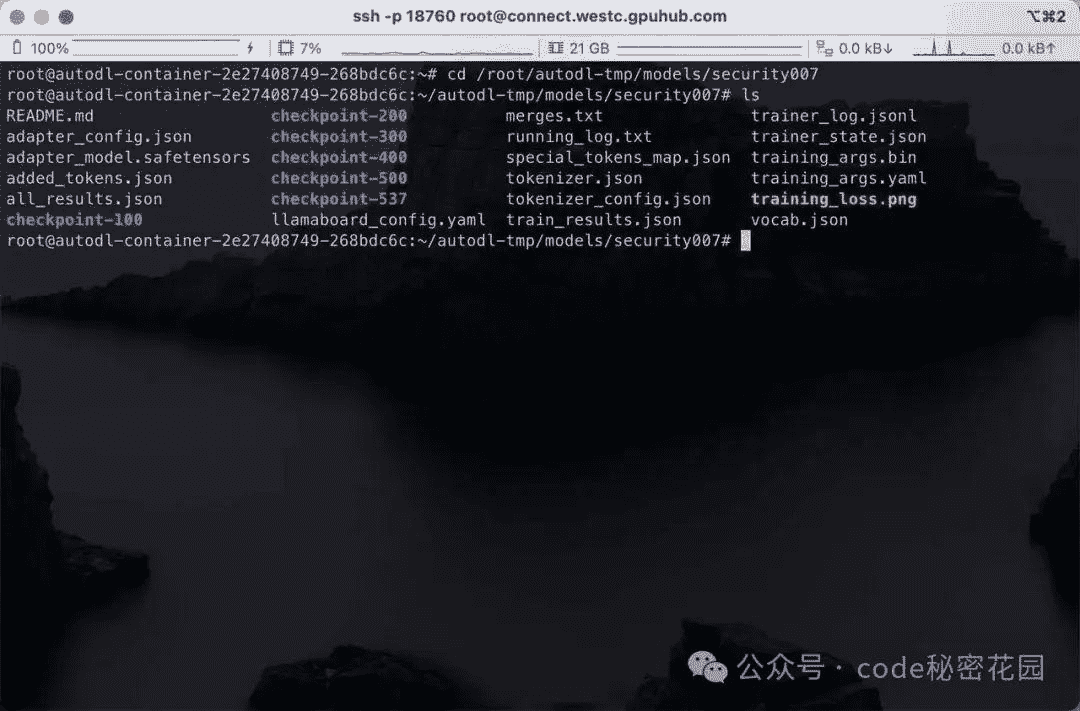 ssh -p 18760 root@connect.westc.gpuhub.com
⌥⌘2
100% 7% 21 GB 0.0 kB↓ 0.0 kB↑
root@autodl-container-2e27408749-268bdc6c:~# cd /root/autodl-tmp/models/security007
root@autodl-container-2e27408749-268bdc6c:~/autodl-tmp/models/security007# ls
README.md checkpoint-200 merges.txt trainer_log.jsonl
adapter_config.json checkpoint-300 running_log.txt trainer_state.json
adapter_model.safetensors checkpoint-400 special_tokens_map.json training_args.bin
added_tokens.json checkpoint-500 tokenizer.json training_args.yaml
all_results.json checkpoint-537 tokenizer_config.json training_loss.png
checkpoint-100 llamaboard_config.yaml train_results.json vocab.json
root@autodl-container-2e27408749-268bdc6c:~/autodl-tmp/models/security007#
公众号 · code秘密花园